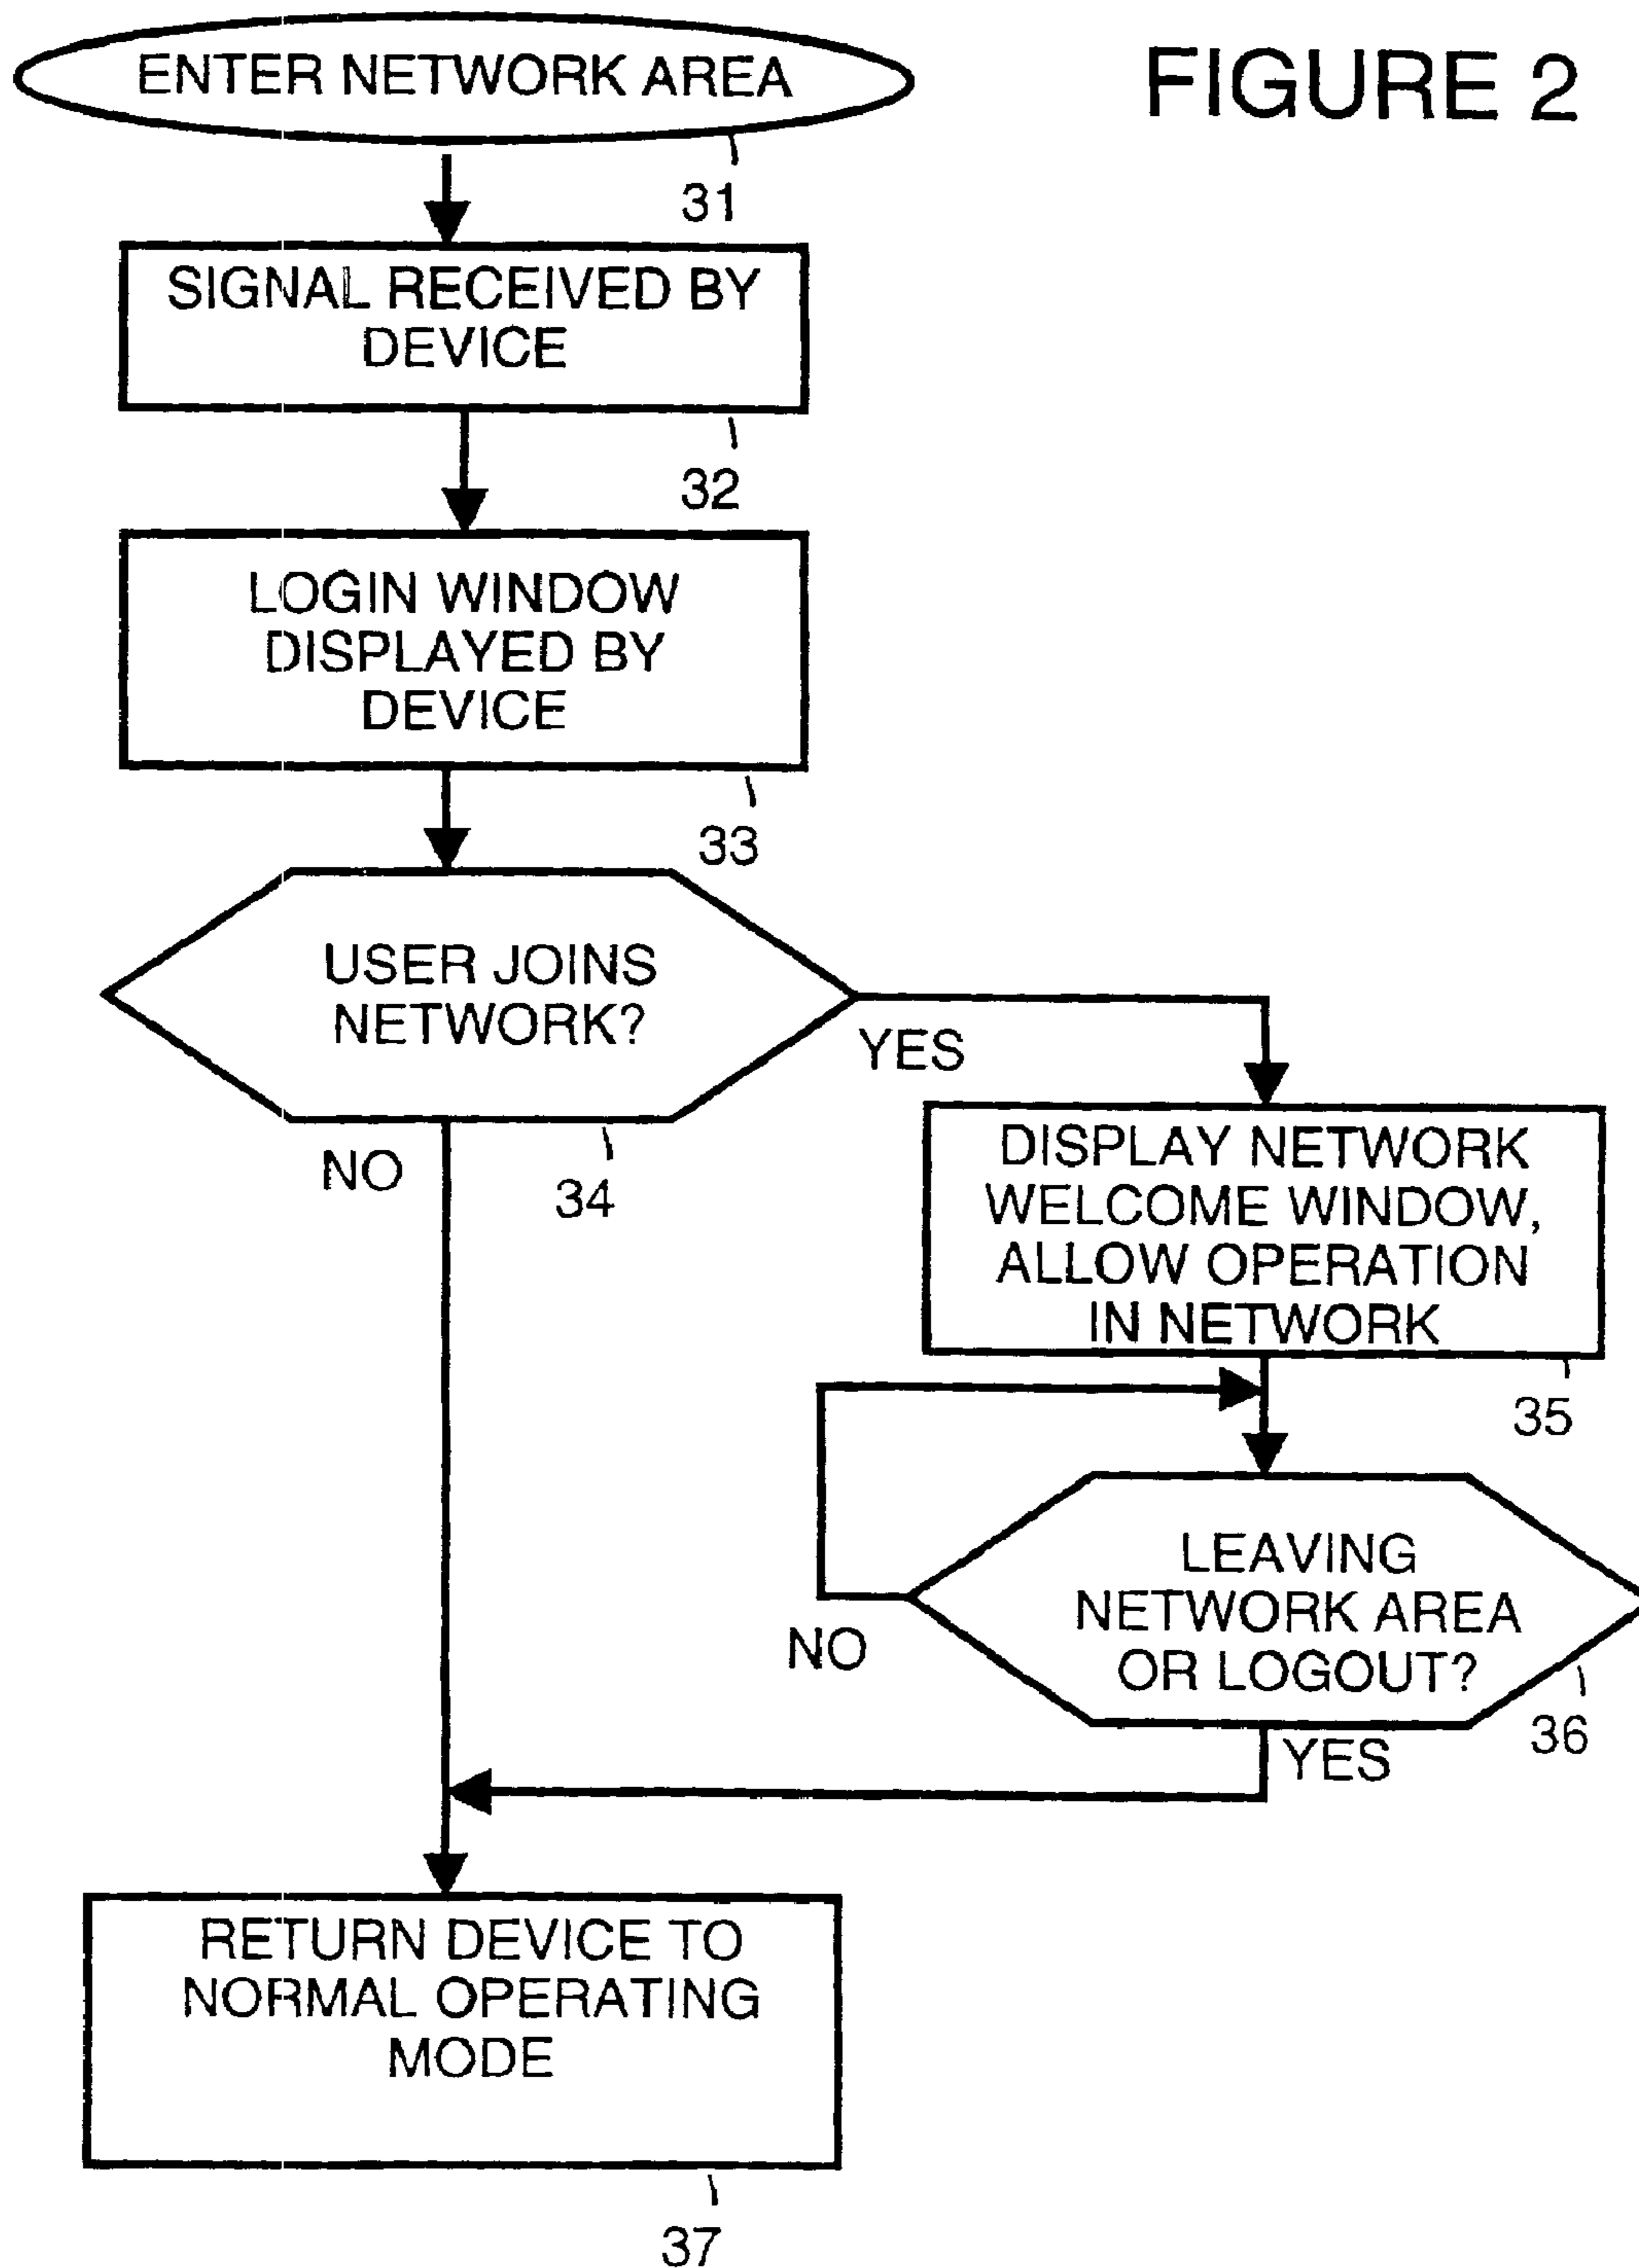 FIGURE 2
ENTER NETWORK AREA
31
SIGNAL RECEIVED BY
DEVICE
32
LOGIN WINDOW
DISPLAYED BY
DEVICE
33
USER JOINS
NETWORK?
YES
NO
34
DISPLAY NETWORK
WELCOME WINDOW,
ALLOW OPERATION
IN NETWORK
35
LEAVING
NETWORK AREA
OR LOGOUT?
NO
36
YES
RETURN DEVICE TO
NORMAL OPERATING
MODE
37